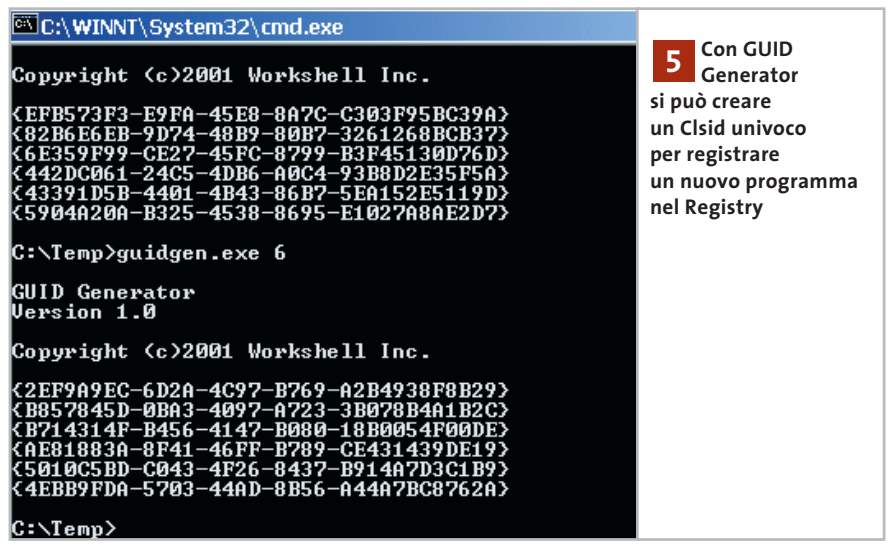 C:\WINNT\System32\cmd.exe
Copyright (c)2001 Workshell Inc.
{EFB573F3-E9FA-45E8-8A7C-C303F95BC39A}
{82B6E6EB-9D74-48B9-80B7-3261268BCB37}
{6E359F99-CE27-45FC-8799-B3F45130D76D}
{442DC061-24C5-4DB6-A0C4-93B8D2E35F5A}
{43391D5B-4401-4B43-86B7-5EA152E5119D}
{5904A20A-B325-4538-8695-E1027A8AE2D7}
C:\Temp>guidgen.exe 6
GUID Generator
Version 1.0
Copyright (c)2001 Workshell Inc.
{2EF9A9EC-6D2A-4C97-B769-A2B4938F8B29}
{B857845D-0BA3-4097-A723-3B078B4A1B2C}
{B714314F-B456-4147-B080-18B0054F00DE}
{AE81883A-8F41-46FF-B789-CE431439DE19}
{5010C5BD-C043-4F26-8437-B914A7D3C1B9}
{4EBB9FDA-5703-44AD-8B56-A44A7BC8762A}
C:\Temp>
5 Con GUID
Generator
si può creare
un Clsid univoco
per registrare
un nuovo programma
nel Registry